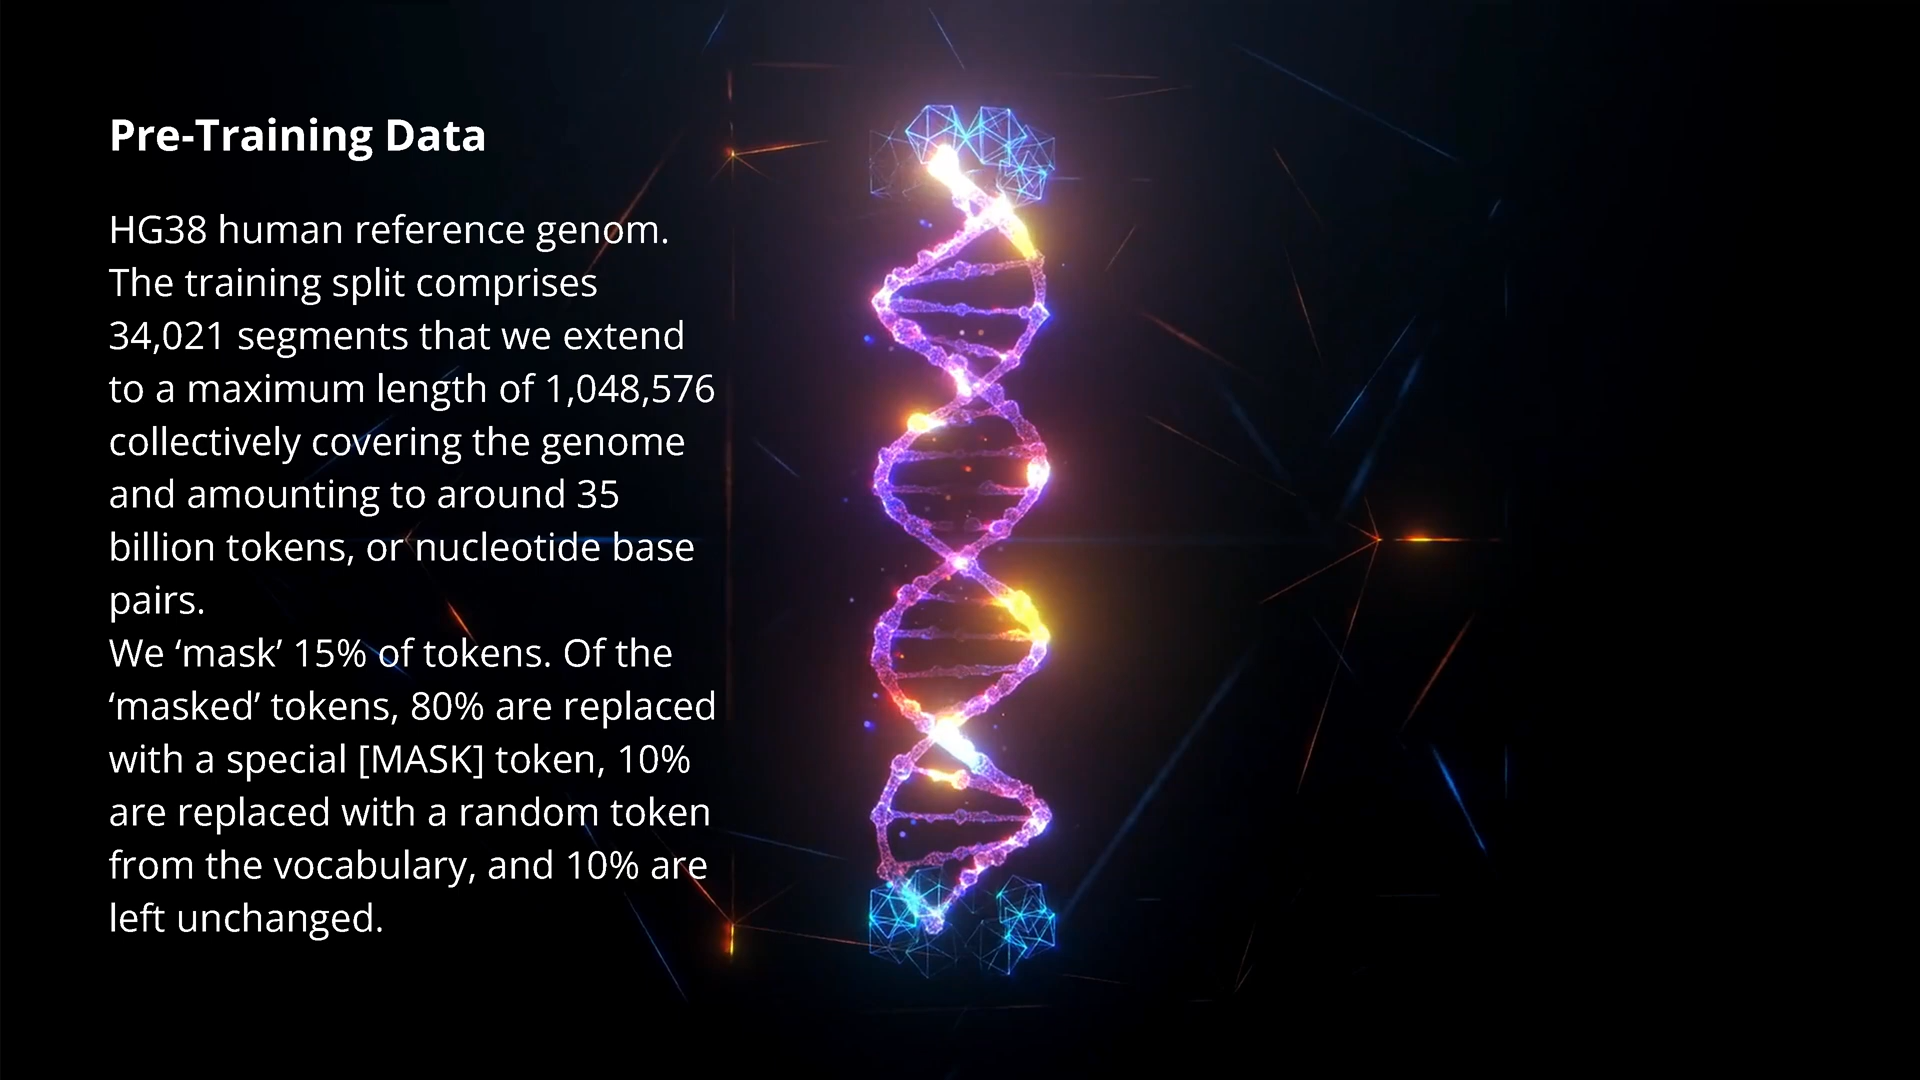 Pre-Training Data
HG38 human reference genom.
The training split comprises
34,021 segments that we extend
to a maximum length of 1,048,576
collectively covering the genome
and amounting to around 35
billion tokens, or nucleotide base
pairs.
We ‘mask’ 15% of tokens. Of the
‘masked’ tokens, 80% are replaced
with a special [MASK] token, 10%
are replaced with a random token
from the vocabulary, and 10% are
left unchanged.